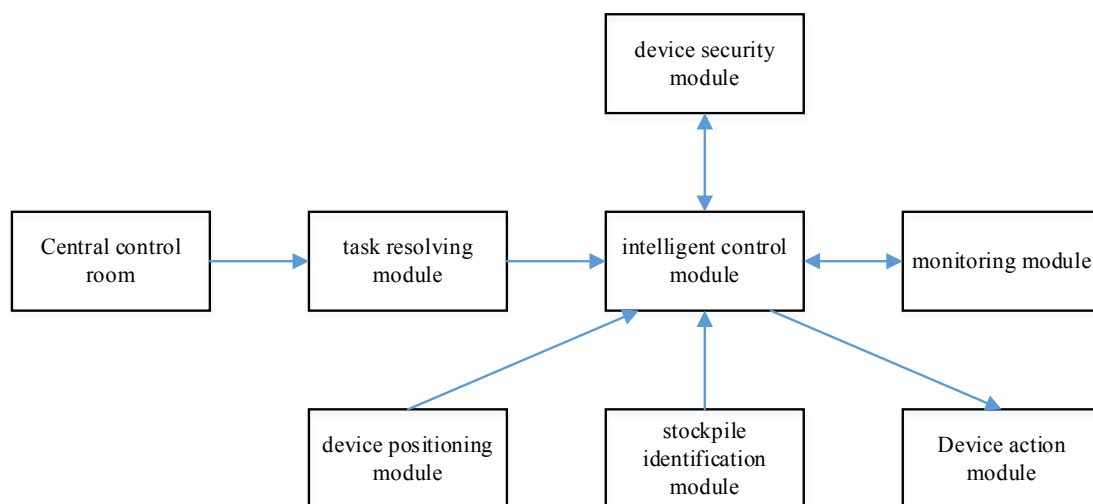 device security
module
Central control
room
task resolving
module
intelligent control
module
monitoring module
device positioning
module
stockpile
identification
module
Device action
module